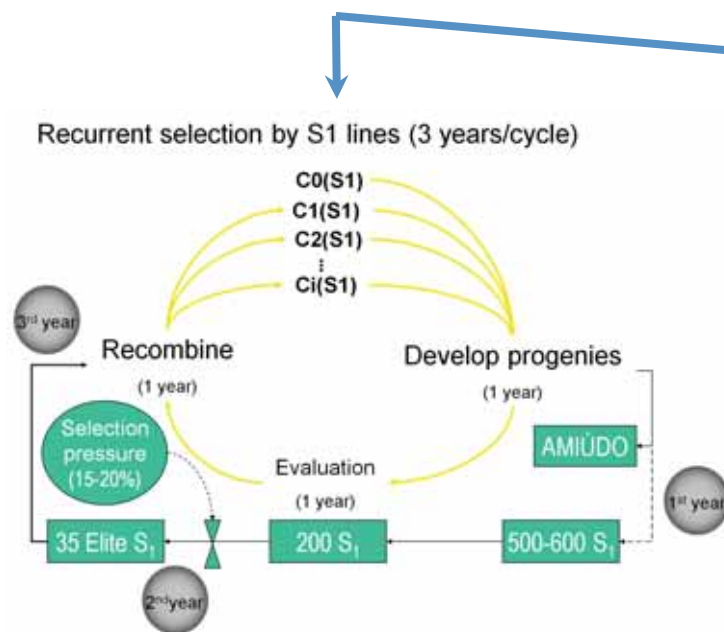 Recurrent selection by S1 lines (3 years/cycle)
C0(S1)
C1(S1)
C2(S1)
⋮
Ci(S1)
3rd year
Recombine
(1 year)
Develop progenies
(1 year)
Selection
pressure
(15-20%)
Evaluation
(1 year)
AMIÚDO
1st year
35 Elite S1
200 S1
500-600 S1
2nd year